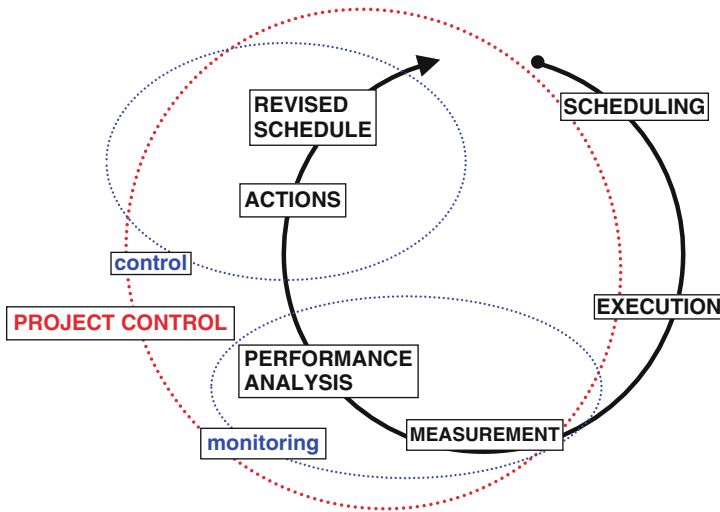 REVISED
SCHEDULE
SCHEDULING
ACTIONS
control
EXECUTION
PROJECT CONTROL
PERFORMANCE
ANALYSIS
MEASUREMENT
monitoring